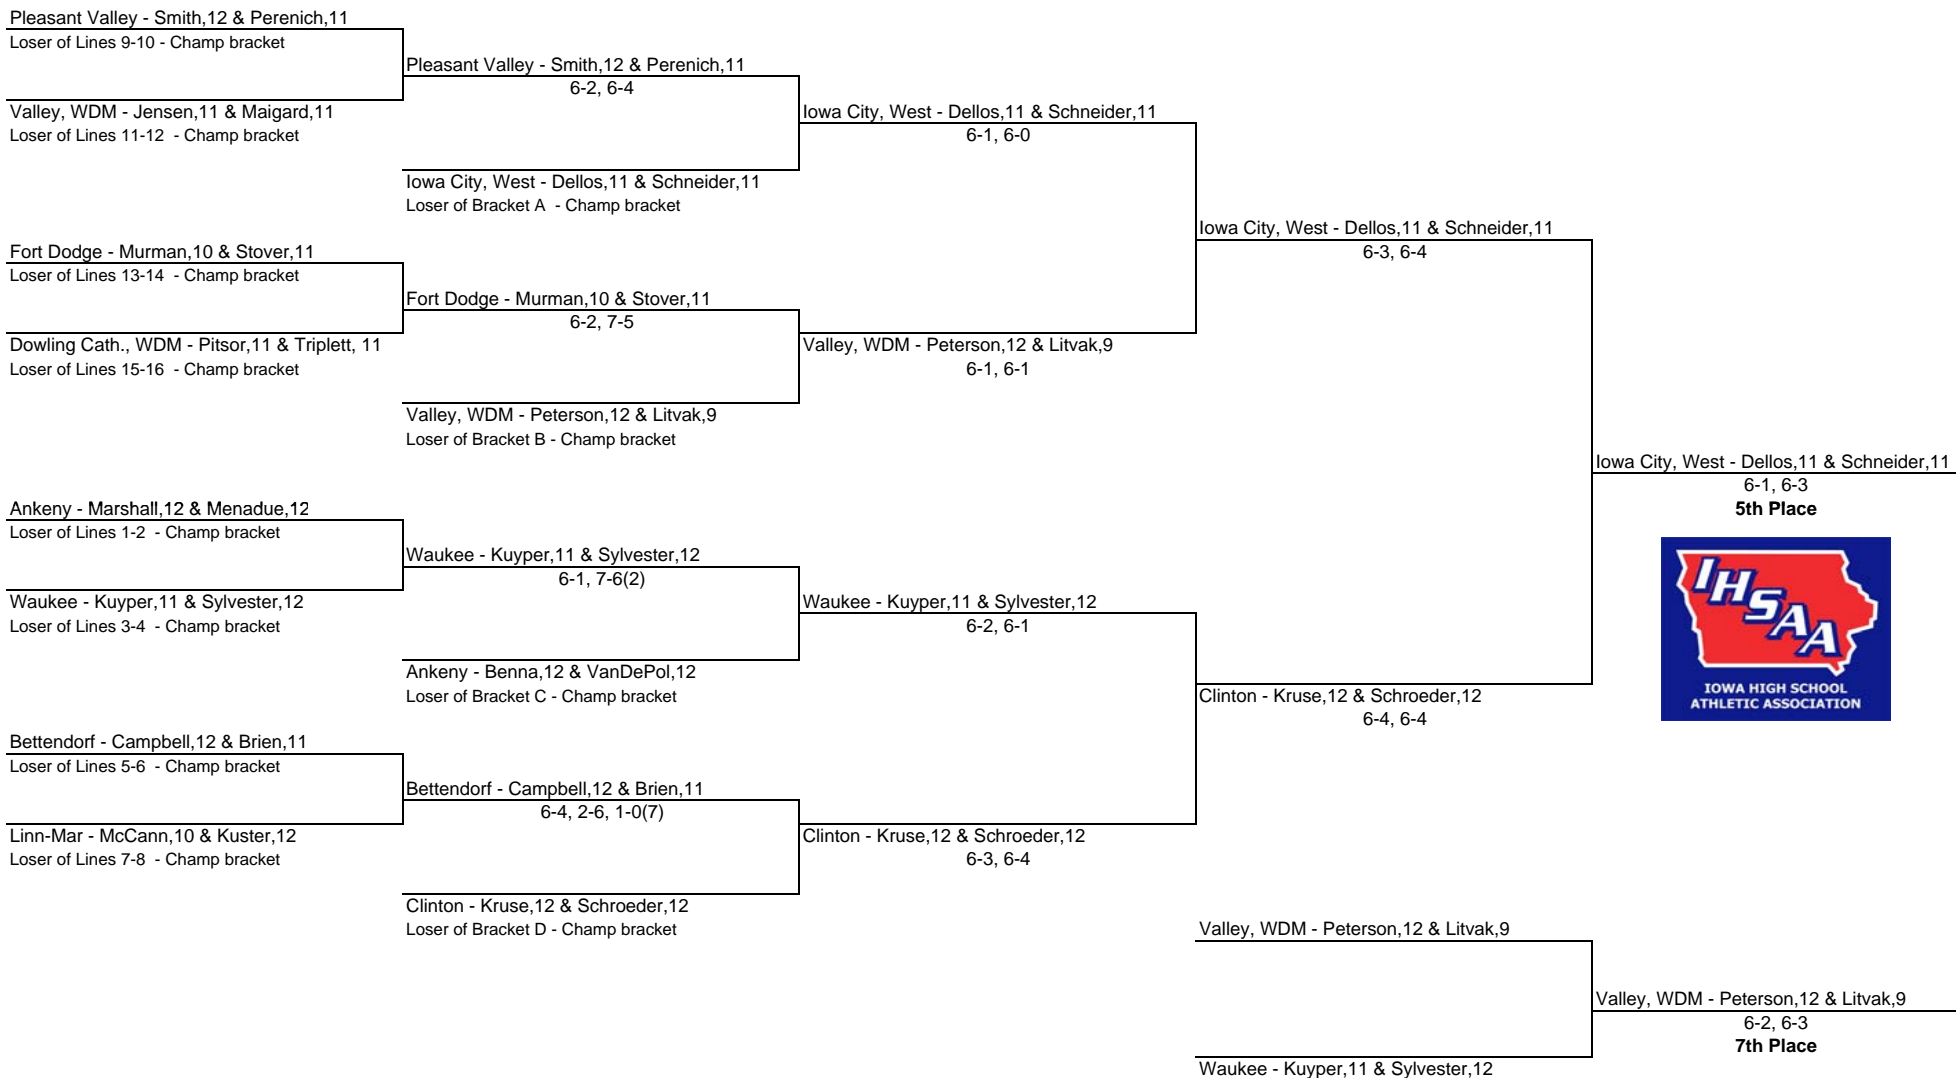 Pleasant Valley - Smith,12 & Perenich,11
Loser of Lines 9-10 - Champ bracket
Pleasant Valley - Smith,12 & Perenich,11
6-2, 6-4
Valley, WDM - Jensen,11 & Maigard,11
Loser of Lines 11-12 - Champ bracket
Iowa City, West - Dellos,11 & Schneider,11
6-1, 6-0
Iowa City, West - Dellos,11 & Schneider,11
Loser of Bracket A - Champ bracket
Iowa City, West - Dellos,11 & Schneider,11
6-3, 6-4
Fort Dodge - Murman,10 & Stover,11
Loser of Lines 13-14 - Champ bracket
Fort Dodge - Murman,10 & Stover,11
6-2, 7-5
Dowling Cath., WDM - Pitsor,11 & Triplett, 11
Loser of Lines 15-16 - Champ bracket
Valley, WDM - Peterson,12 & Litvak,9
6-1, 6-1
Valley, WDM - Peterson,12 & Litvak,9
Loser of Bracket B - Champ bracket
Iowa City, West - Dellos,11 & Schneider,11
6-1, 6-3
5th Place
Ankeny - Marshall,12 & Menadue,12
Loser of Lines 1-2 - Champ bracket
Waukee - Kuyper,11 & Sylvester,12
6-1, 7-6(2)
Waukee - Kuyper,11 & Sylvester,12
Loser of Lines 3-4 - Champ bracket
Waukee - Kuyper,11 & Sylvester,12
6-2, 6-1
IHSAA
IOWA HIGH SCHOOL
ATHLETIC ASSOCIATION
Ankeny - Benna,12 & VanDePol,12
Loser of Bracket C - Champ bracket
Clinton - Kruse,12 & Schroeder,12
6-4, 6-4
Bettendorf - Campbell,12 & Brien,11
Loser of Lines 5-6 - Champ bracket
Bettendorf - Campbell,12 & Brien,11
6-4, 2-6, 1-0(7)
Linn-Mar - McCann,10 & Kuster,12
Loser of Lines 7-8 - Champ bracket
Clinton - Kruse,12 & Schroeder,12
6-3, 6-4
Clinton - Kruse,12 & Schroeder,12
Loser of Bracket D - Champ bracket
Valley, WDM - Peterson,12 & Litvak,9
Valley, WDM - Peterson,12 & Litvak,9
6-2, 6-3
7th Place
Waukee - Kuyper,11 & Sylvester,12